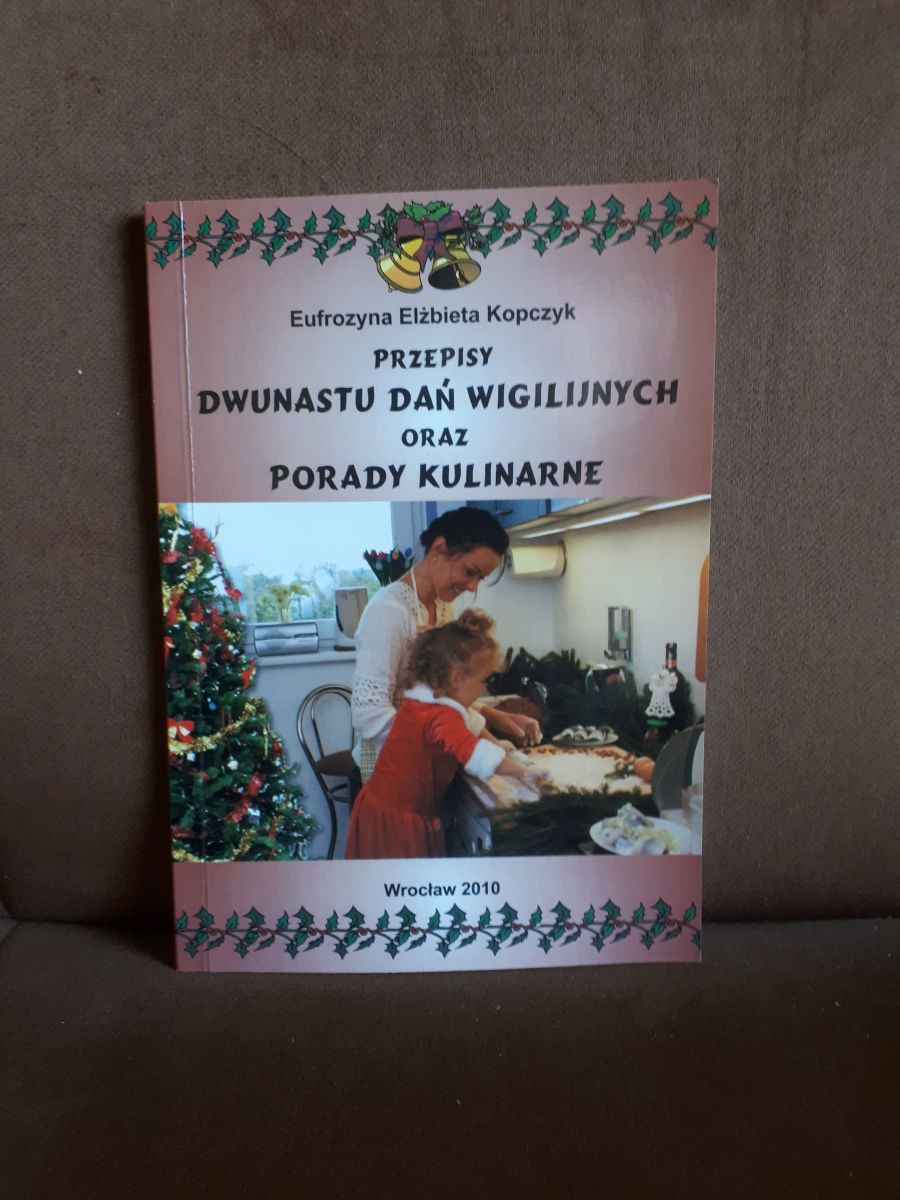 Eufrozyna Elżbieta Kopczyk
PRZEPISY
DWUNASTU DAŃ WIGILIJNYCH
ORAZ
PORADY KULINARNE
Wrocław 2010